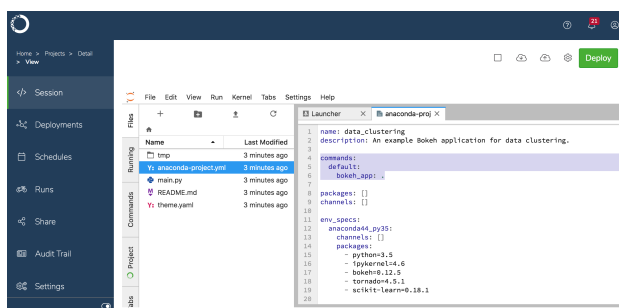 21
Home > Projects > Detail
> View
Deploy
Session
Deployments
Schedules
Runs
Share
Audit Trail
Settings
File Edit View Run Kernel Tabs Settings Help
Files
Running
Commands
Project
abs
Name Last Modified
tmp 3 minutes ago
Y: anaconda-project.yml 3 minutes ago
main.py 3 minutes ago
README.md 3 minutes ago
Y: theme.yaml 3 minutes ago
Launcher × anaconda-proj ×
1 name: data_clustering
2 description: An example Bokeh application for data clustering.
3
4 commands:
5 default:
6 bokeh_app: .
7
8 packages: []
9 channels: []
10
11 env_specs:
12 anaconda44_py35:
13 channels: []
14 packages:
15 - python=3.5
16 - ipykernel=4.6
17 - bokeh=0.12.5
18 - tornado=4.5.1
19 - scikit-learn=0.18.1
20